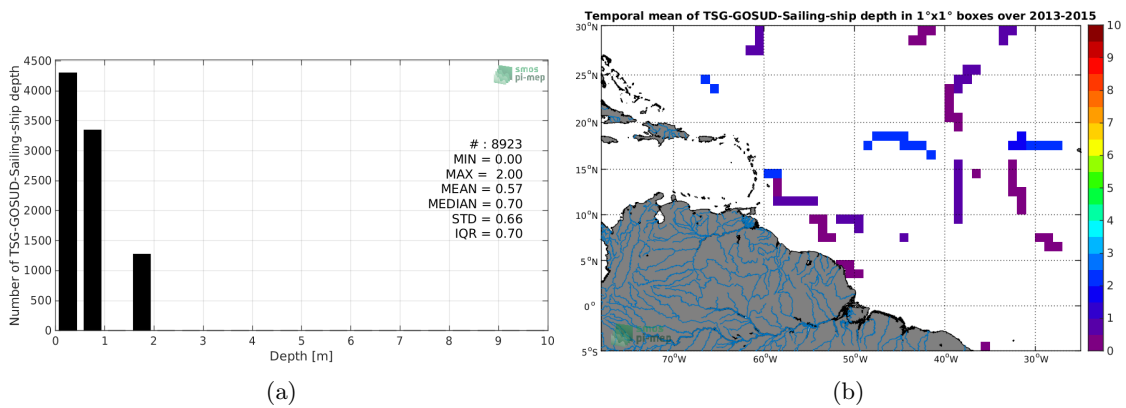 Number of TSG-GOSUD-Sailing-ship depth
4500
4000
3500
3000
2500
2000
1500
1000
500
0
smos
pi-mep
# : 8923
MIN = 0.00
MAX = 2.00
MEAN = 0.57
MEDIAN = 0.70
STD = 0.66
IQR = 0.70
0 1 2 3 4 5 6 7 8 9 10
Depth [m]
(a)
Temporal mean of TSG-GOSUD-Sailing-ship depth in 1°x1° boxes over 2013-2015
30°N
25°N
20°N
15°N
10°N
5°N
0°
5°S
smos
pi-mep
70°W 60°W 50°W 40°W 30°W
10
9
8
7
6
5
4
3
2
1
0
(b)